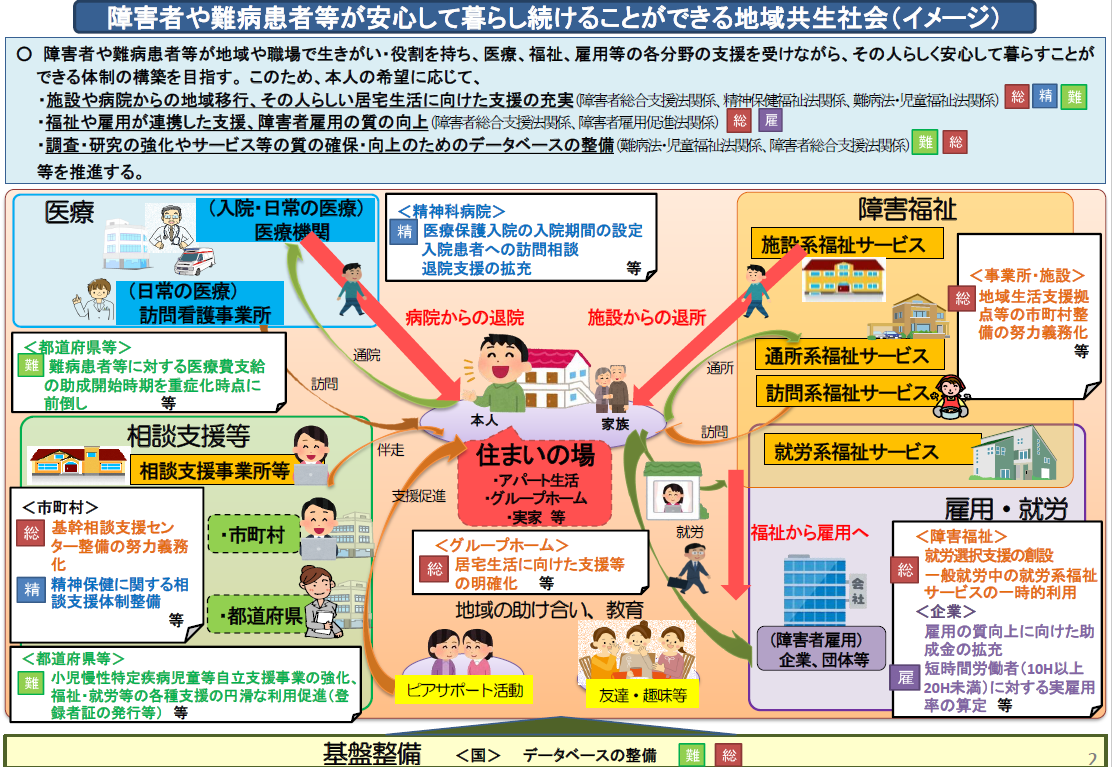 障害者や難病患者等が安心して暮らし続けることができる地域共生社会(イメージ)
○ 障害者や難病患者等が地域や職場で生きがい・役割を持ち、医療、福祉、雇用等の各分野の支援を受けながら、その人らしく安心して暮らすことが
できる体制の構築を目指す。このため、本人の希望に応じて、
・施設や病院からの地域移行、その人らしい居宅生活に向けた支援の充実(障害者総合支援法関係、精神保健福祉法関係、難病法・児童福祉法関係) 総 精 難
・福祉や雇用が連携した支援、障害者雇用の質の向上(障害者総合支援法関係、障害者雇用促進法関係) 総 雇
・調査・研究の強化やサービス等の質の確保・向上のためのデータベースの整備(難病法・児童福祉法関係、障害者総合支援法関係) 難 総
等を推進する。
医療
(入院・日常の医療)
医療機関
(日常の医療)
訪問看護事業所
<精神科病院>
精 医療保護入院の入院期間の設定
入院患者への訪問相談
退院支援の拡充 等
障害福祉
施設系福祉サービス
通所系福祉サービス
訪問系福祉サービス
就労系福祉サービス
<事業所・施設>
総 地域生活支援拠
点等の市町村整
備の努力義務化
等
病院からの退院
施設からの退所
通院
訪問
通所
訪問
<都道府県等>
難 難病患者等に対する医療費支給
の助成開始時期を重症化時点に
前倒し 等
本人
家族
相談支援等
相談支援事業所等
・市町村
・都道府県
伴走
支援促進
住まいの場
・アパート生活
・グループホーム
・実家 等
<市町村>
総 基幹相談支援セン
ター整備の努力義務
化
精 精神保健に関する相
談支援体制整備
等
<グループホーム>
総 居宅生活に向けた支援等
の明確化 等
就労
福祉から雇用へ
雇用・就労
会社
(障害者雇用)
企業、団体等
<障害福祉>
総 就労選択支援の創設
一般就労中の就労系福祉
サービスの一時的利用
<企業>
雇用の質向上に向けた助
成金の拡充
雇 短時間労働者(10H以上
20H未満)に対する実雇用
率の算定 等
地域の助け合い、教育
ピアサポート活動
友達・趣味等
<都道府県等>
難 小児慢性特定疾病児童等自立支援事業の強化、
福祉・就労等の各種支援の円滑な利用促進(登
録者証の発行等) 等
基盤整備 <国> データベースの整備 難 総
2